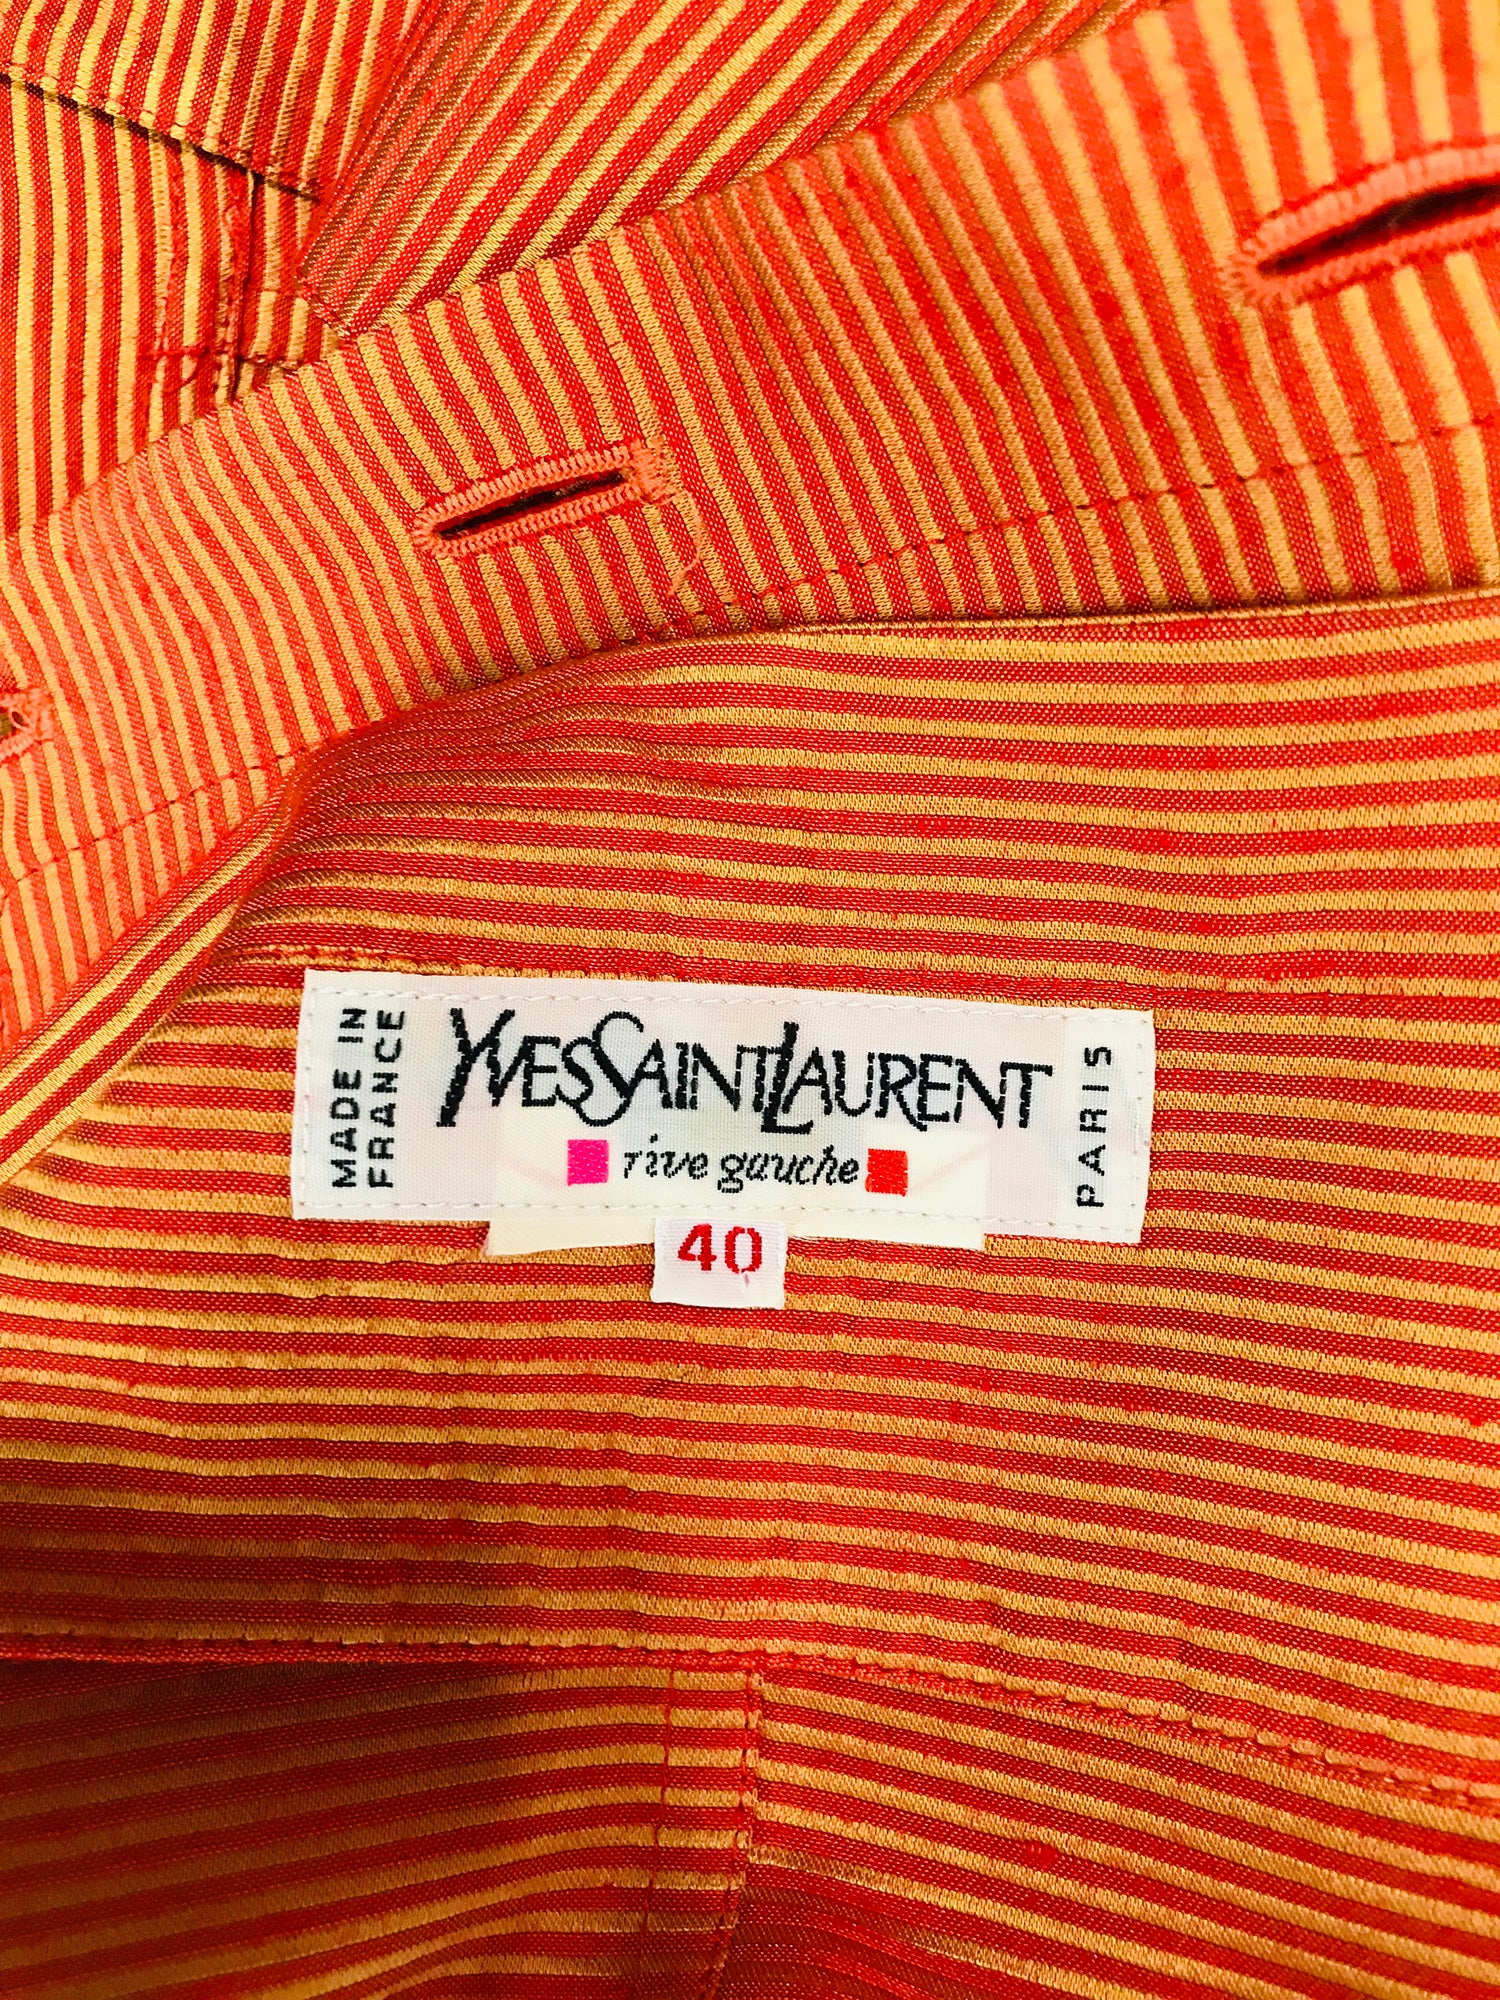 MADE IN
FRANCE
YVESSAINTLAURENT
rive gauche
PARIS
40